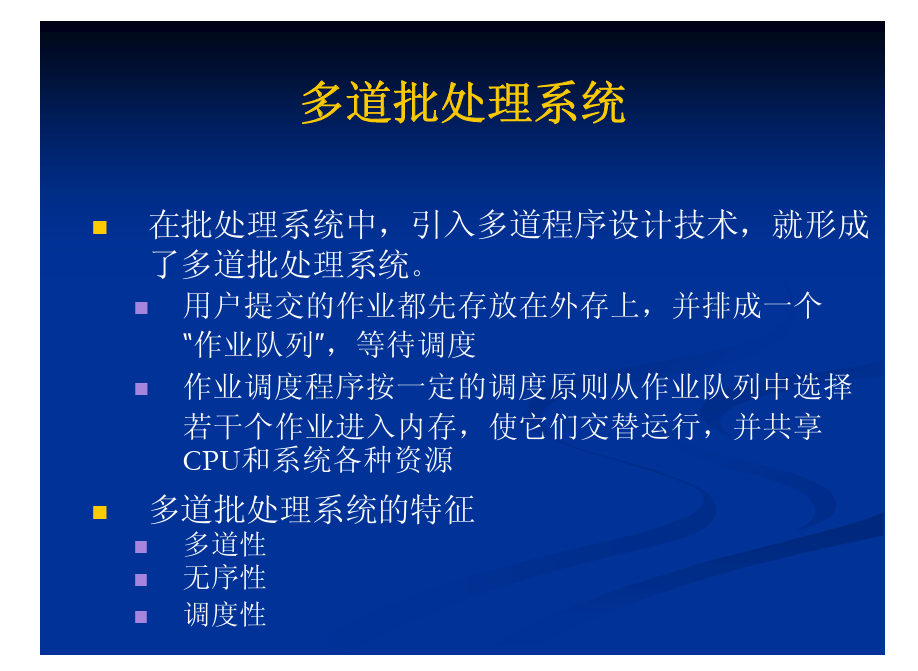 多道批处理系统
在批处理系统中，引入多道程序设计技术，就形成
了多道批处理系统。
用户提交的作业都先存放在外存上，并排成一个
“作业队列”，等待调度
作业调度程序按一定的调度原则从作业队列中选择
若干个作业进入内存，使它们交替运行，并共享
CPU和系统各种资源
多道批处理系统的特征
多道性
无序性
调度性